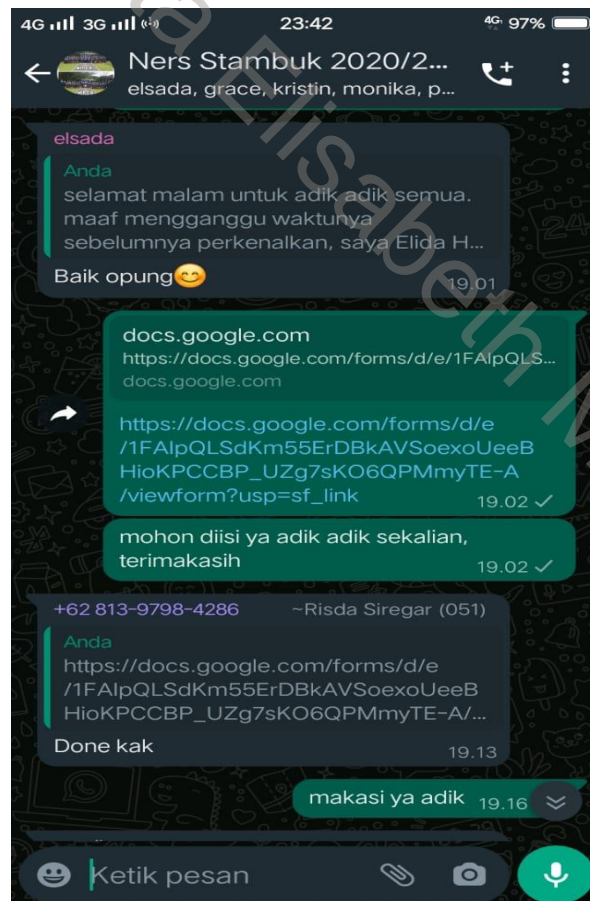 4G 3G 23:42 4G 97%
Ners Stambuk 2020/2...
elsada, grace, kristin, monika, p...
elsada
Anda
selamat malam untuk adik adik semua.
maaf mengganggu waktunya
sebelumnya perkenalkan, saya Elida H...
Baik opung😊
19.01
docs.google.com
https://docs.google.com/forms/d/e/1FAIpQLS...
docs.google.com
https://docs.google.com/forms/d/e
/1FAIpQLSdKm55ErDBkAVSoexoUeeB
HioKPCCBP_UZg7sKO6QPMmyTE-A
/viewform?usp=sf_link
19.02
mohon diisi ya adik adik sekalian,
terimakasih
19.02
+62 813-9798-4286 ~Risda Siregar (051)
Anda
https://docs.google.com/forms/d/e
/1FAIpQLSdKm55ErDBkAVSoexoUeeB
HioKPCCBP_UZg7sKO6QPMmyTE-A/...
Done kak
19.13
makasi ya adik 19.16
Ketik pesan
a Elisabeth M